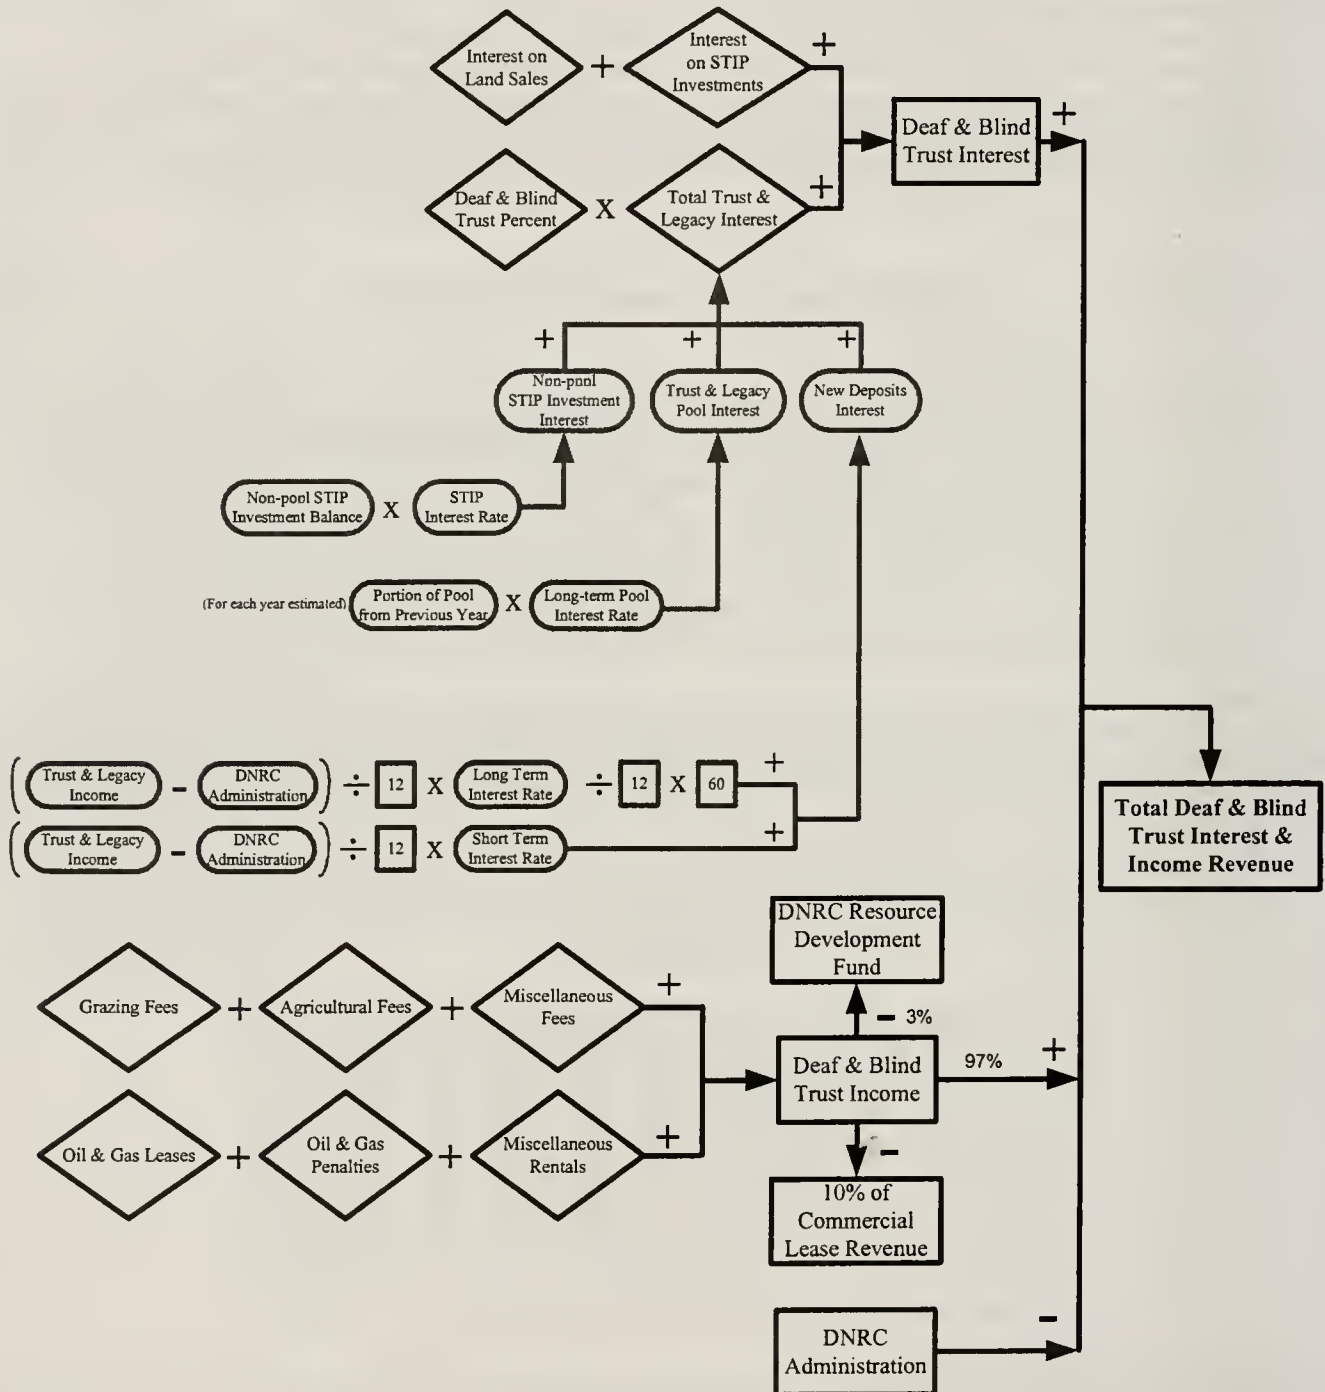 Interest on
Land Sales
+
Interest
on STIP
Investments
+
Deaf & Blind
Trust Interest
+
Deaf & Blind
Trust Percent
X
Total Trust &
Legacy Interest
+
+
+
+
Non-pool
STIP Investment
Interest
Trust & Legacy
Pool Interest
New Deposits
Interest
Non-pool STIP
Investment Balance
X
STIP
Interest Rate
(For each year estimated)
Portion of Pool
from Previous Year
X
Long-term Pool
Interest Rate
(
Trust & Legacy
Income
-
DNRC
Administration
)
÷
12
X
Long Term
Interest Rate
÷
12
X
60
+
(
Trust & Legacy
Income
-
DNRC
Administration
)
÷
12
X
Short Term
Interest Rate
+
Total Deaf & Blind
Trust Interest &
Income Revenue
DNRC Resource
Development
Fund
- 3%
Grazing Fees
+
Agricultural Fees
+
Miscellaneous
Fees
+
Deaf & Blind
Trust Income
97%
+
Oil & Gas Leases
+
Oil & Gas
Penalties
+
Miscellaneous
Rentals
+
-
10% of
Commercial
Lease Revenue
DNRC
Administration
-